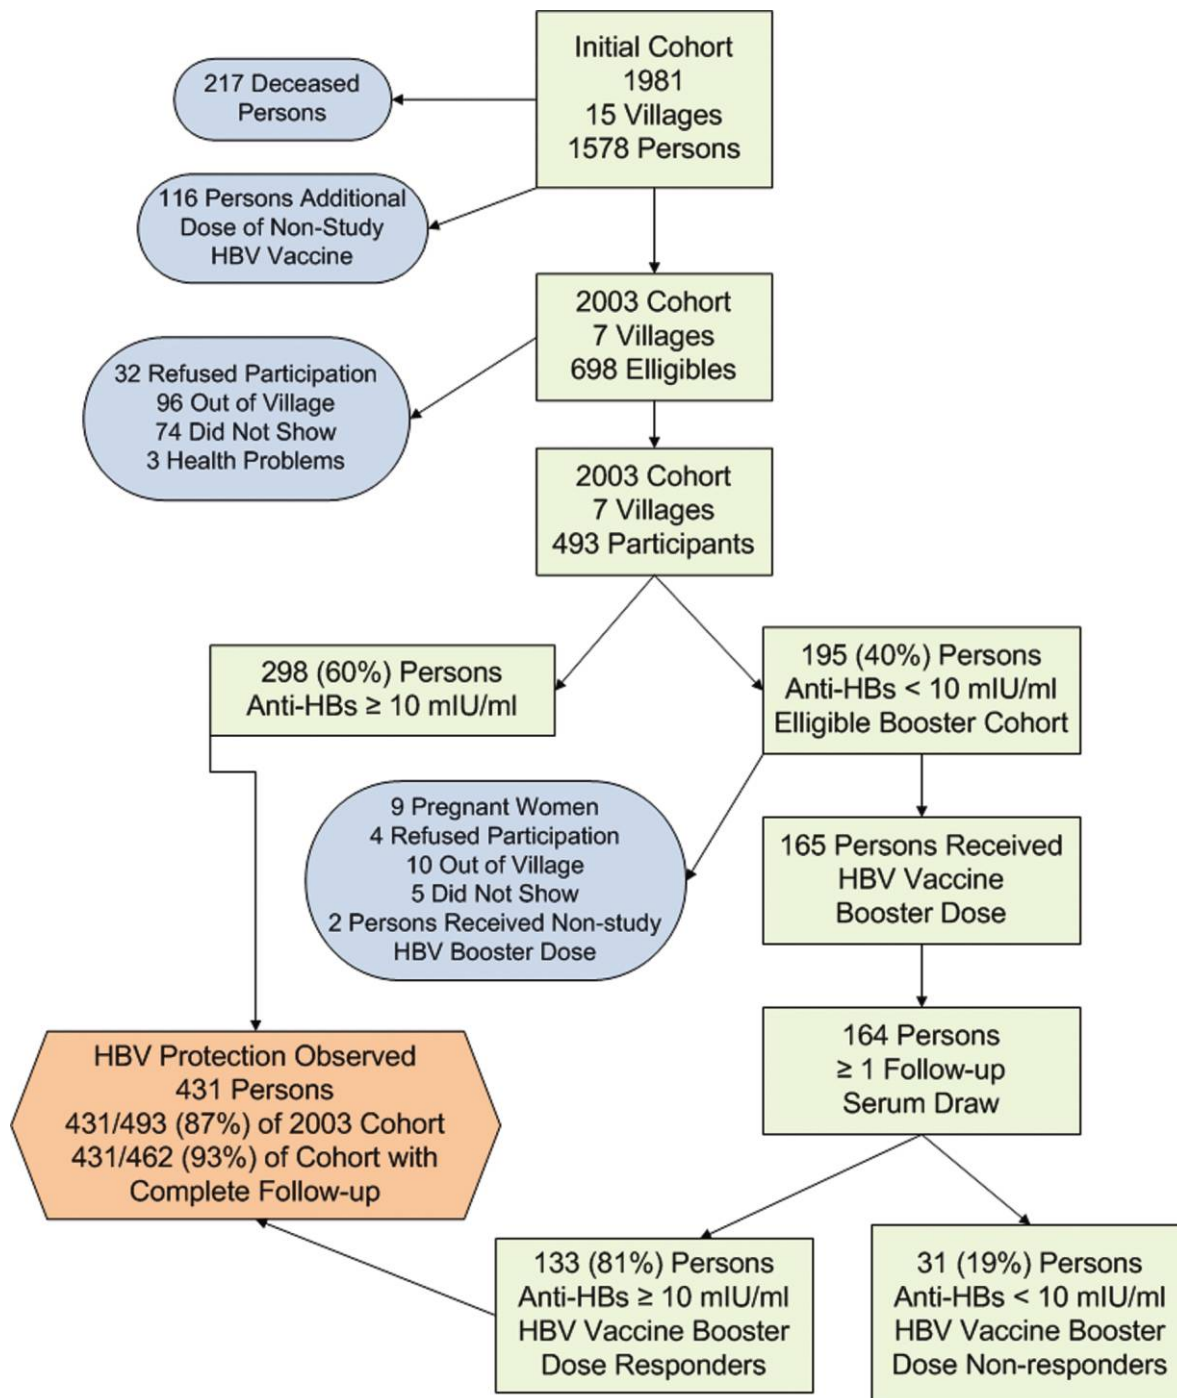 Initial Cohort
1981
15 Villages
1578 Persons
217 Deceased
Persons
116 Persons Additional
Dose of Non-Study
HBV Vaccine
2003 Cohort
7 Villages
698 Elligibles
32 Refused Participation
96 Out of Village
74 Did Not Show
3 Health Problems
2003 Cohort
7 Villages
493 Participants
298 (60%) Persons
Anti-HBs ≥ 10 mIU/ml
195 (40%) Persons
Anti-HBs < 10 mIU/ml
Elligible Booster Cohort
9 Pregnant Women
4 Refused Participation
10 Out of Village
5 Did Not Show
2 Persons Received Non-study
HBV Booster Dose
165 Persons Received
HBV Vaccine
Booster Dose
164 Persons
≥ 1 Follow-up
Serum Draw
HBV Protection Observed
431 Persons
431/493 (87%) of 2003 Cohort
431/462 (93%) of Cohort with
Complete Follow-up
133 (81%) Persons
Anti-HBs ≥ 10 mIU/ml
HBV Vaccine Booster
Dose Responders
31 (19%) Persons
Anti-HBs < 10 mIU/ml
HBV Vaccine Booster
Dose Non-responders